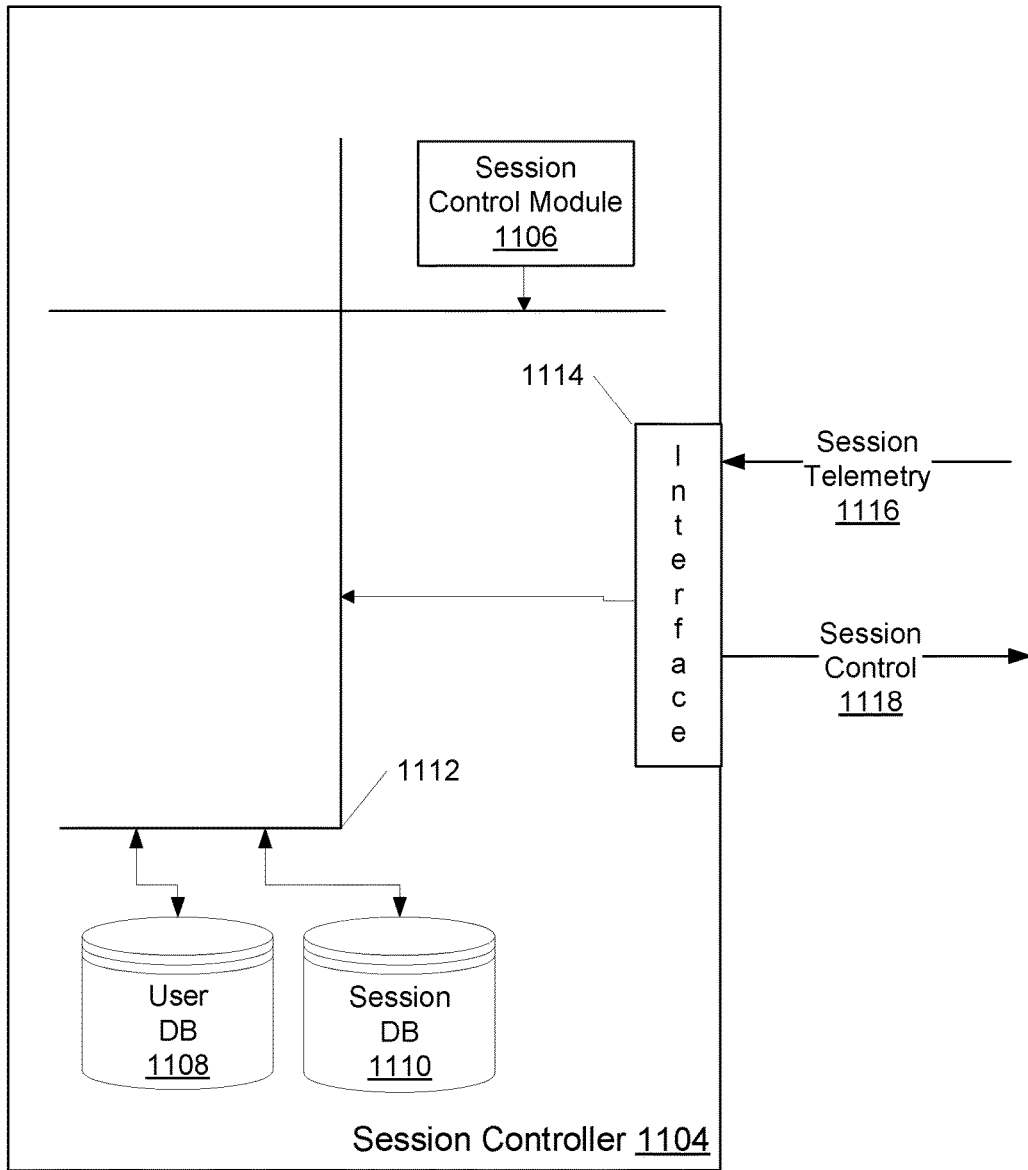 Session
Control Module
1106
1114
Interface
Session
Telemetry
1116
Session
Control
1118
1112
User
DB
1108
Session
DB
1110
Session Controller 1104